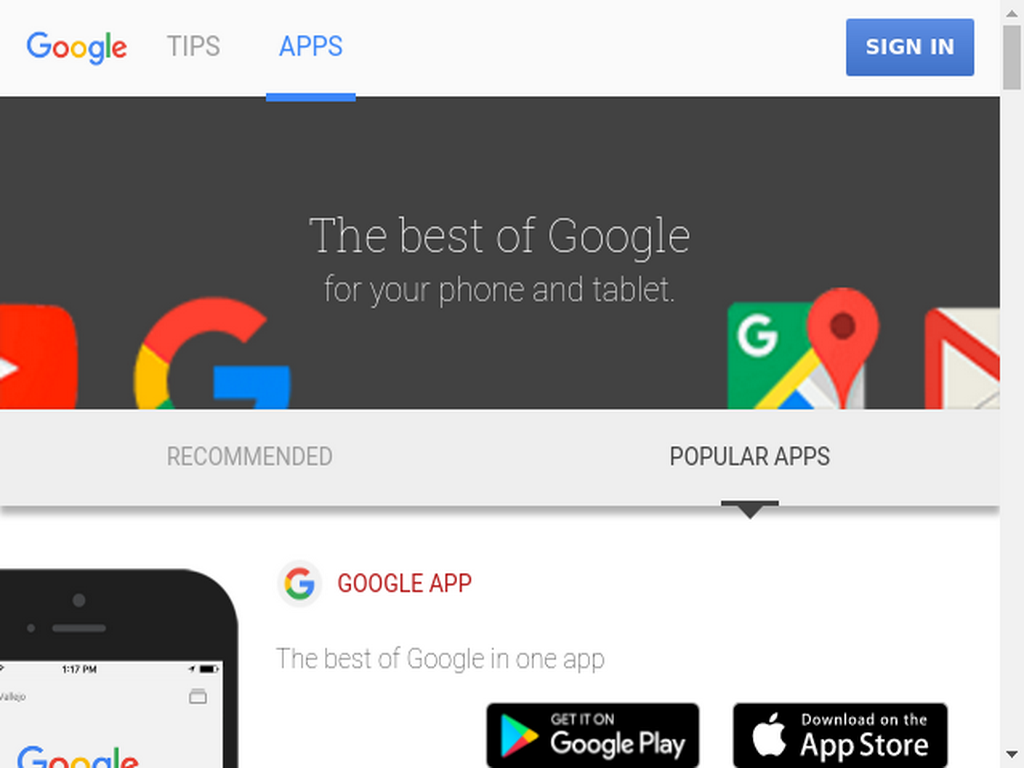 Google TIPS APPS SIGN IN
The best of Google
for your phone and tablet.
G
RECOMMENDED POPULAR APPS
GOOGLE APP
The best of Google in one app
1:17 PM
Vallejo
Google
GET IT ON
Google Play
Download on the
App Store